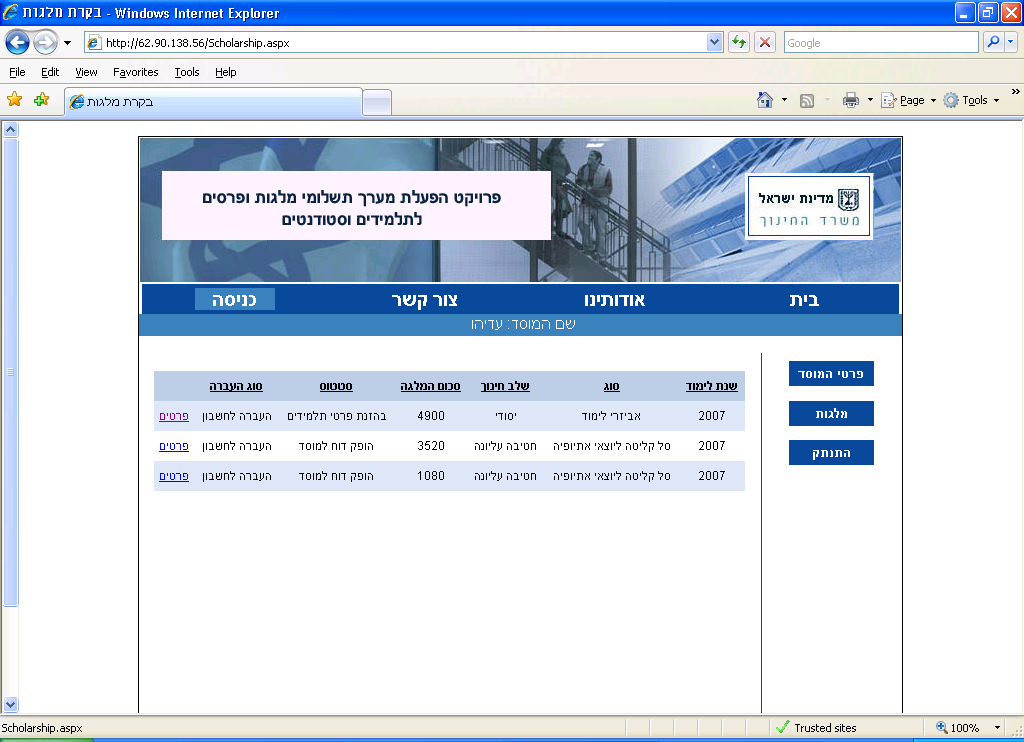 בקרת מלגות - Windows Internet Explorer
http://62.90.138.56/Scholarship.aspx
Google
File Edit View Favorites Tools Help
בקרת מלגות
Page Tools
פרויקט הפעלת מערך תשלומי מלגות ופרסים
לתלמידים וסטודנטים
מדינת ישראל
משרד החינוך
בית אודותינו צור קשר כניסה
שם המוסד: עדיהו
פרטי המוסד
מלגות
התנתק
שנת לימוד סוג שלב חינוך סכום המלגה סטטוס סוג העברה
2007 אביזרי לימוד יסודי 4900 בהזנת פרטי תלמידים העברה לחשבון פרטים
2007 סל קליטה ליוצאי אתיופיה חטיבה עליונה 3520 הופק דוח למוסד העברה לחשבון פרטים
2007 סל קליטה ליוצאי אתיופיה חטיבה עליונה 1080 הופק דוח למוסד העברה לחשבון פרטים
Scholarship.aspx Trusted sites 100%